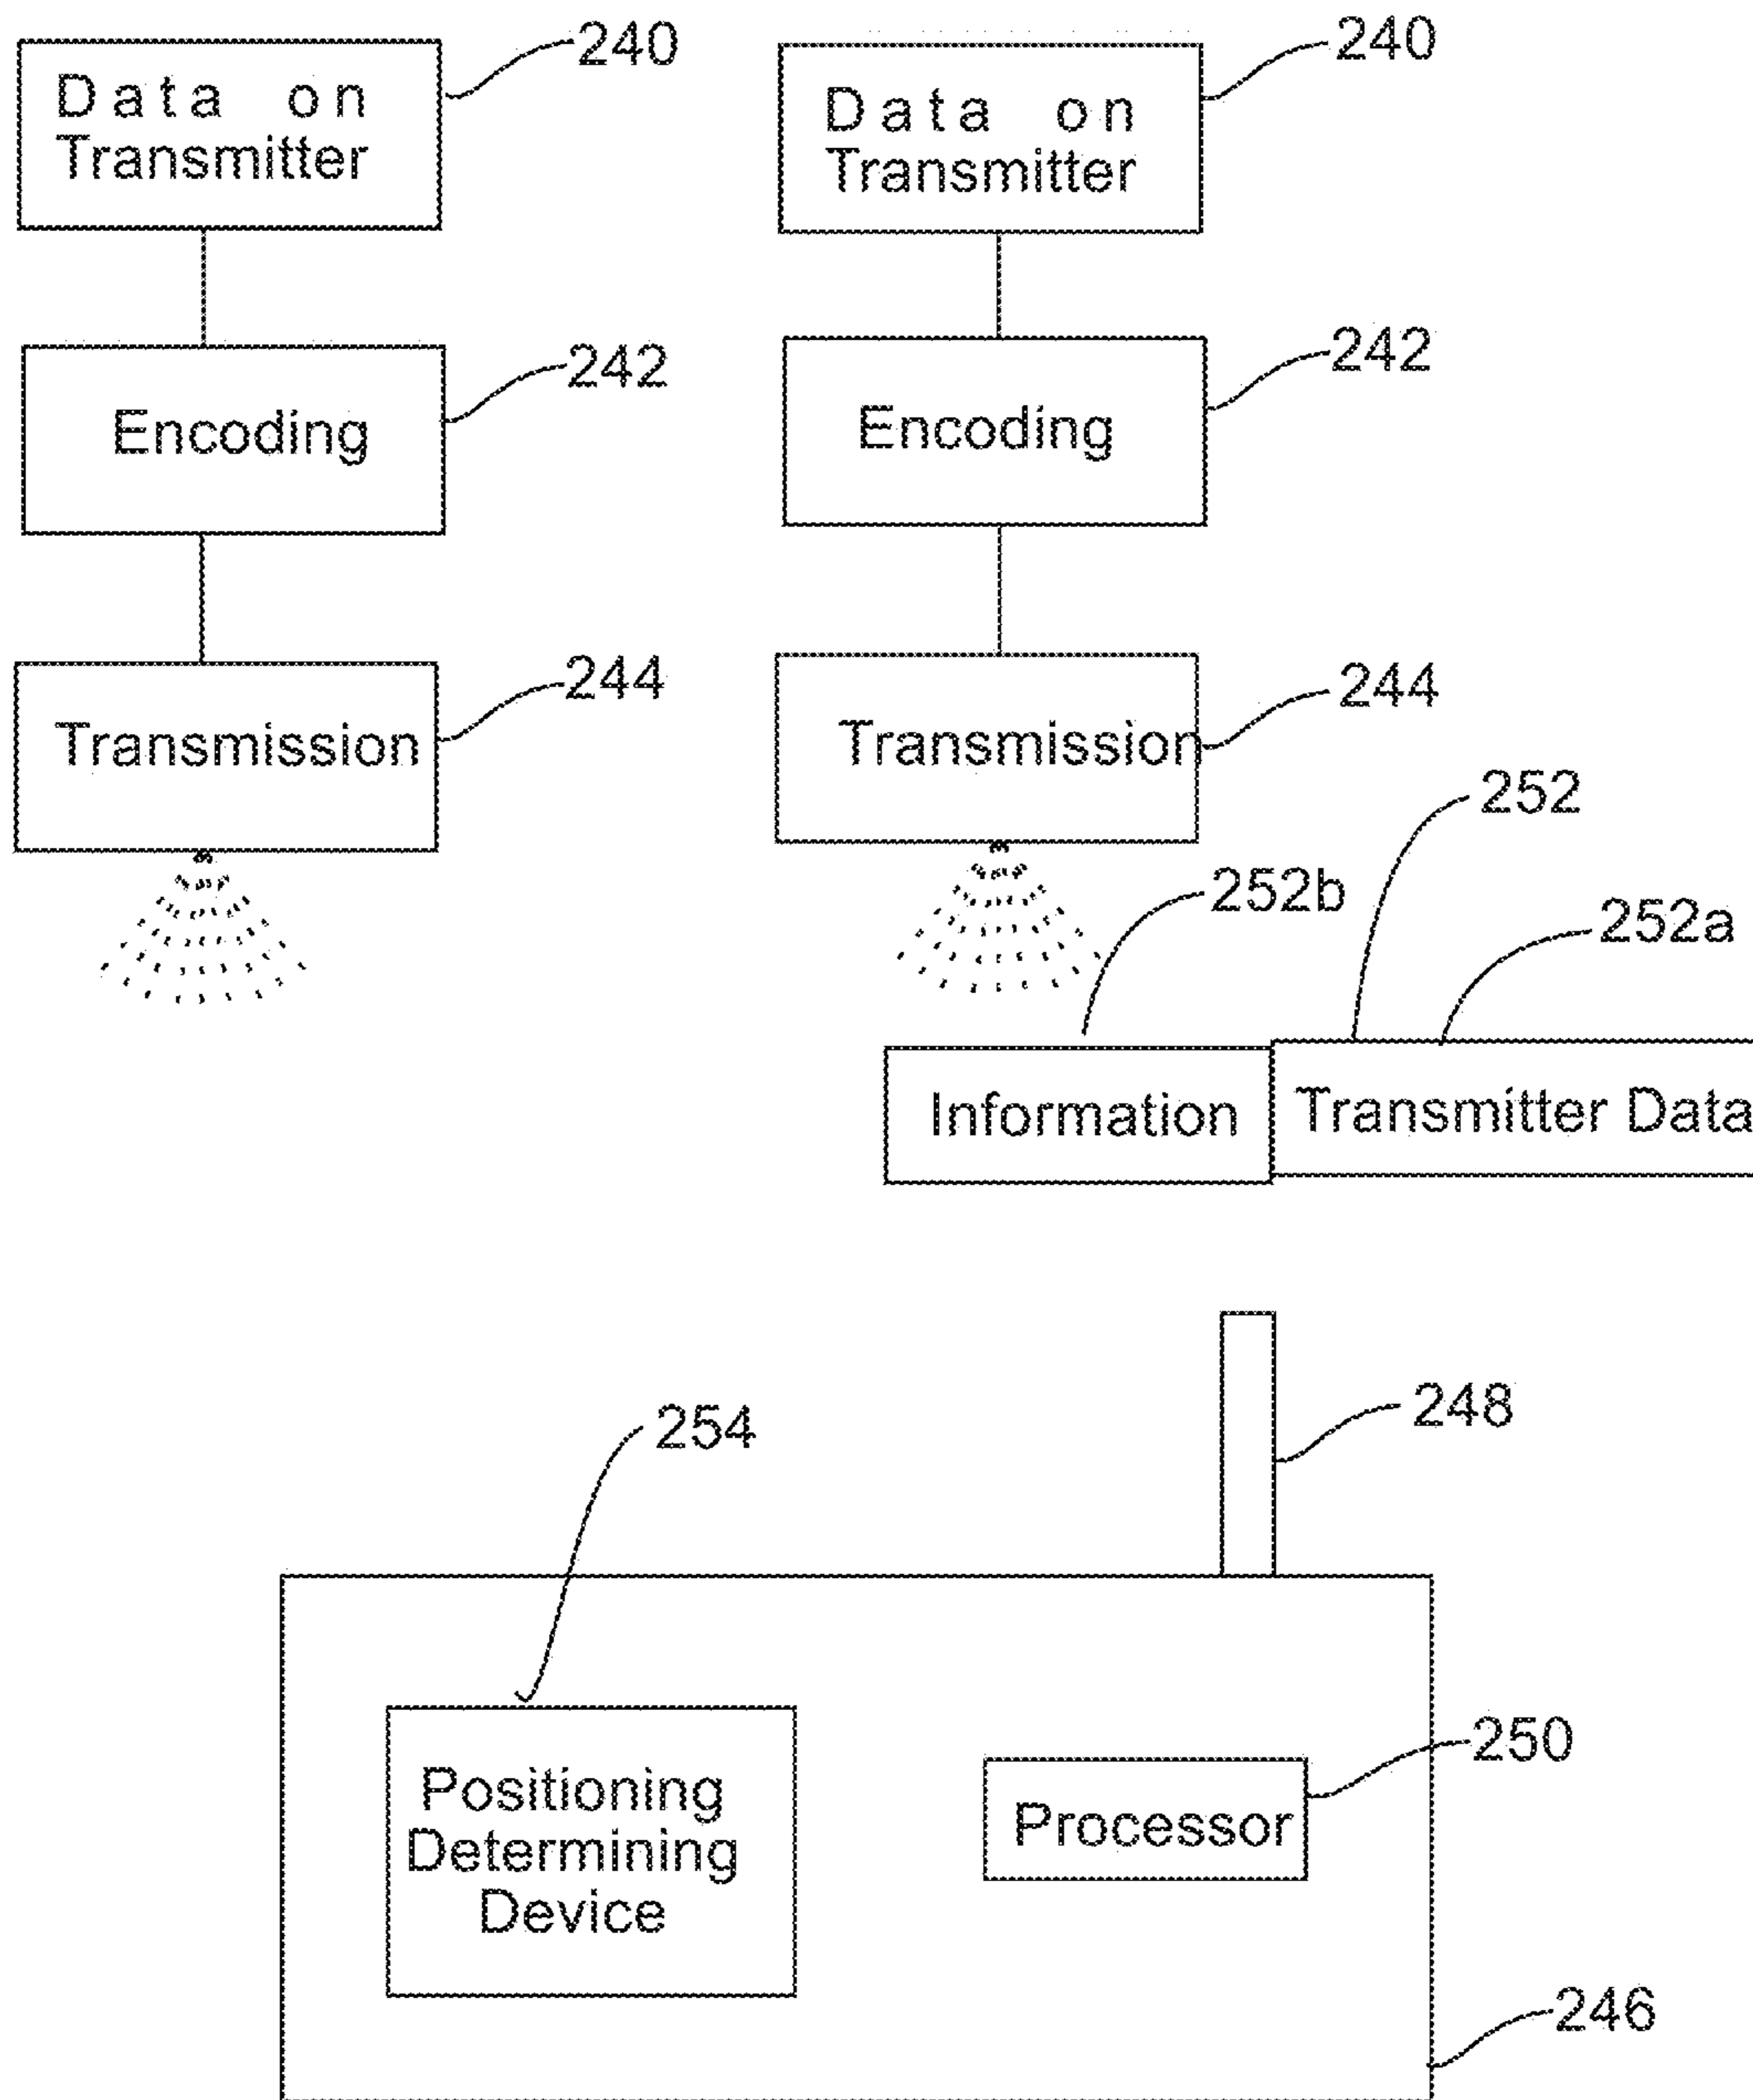 240
Data on
Transmitter
240
Data on
Transmitter
242
Encoding
242
Encoding
244
Transmission
244
Transmission
252
252b
252a
Information
Transmitter Data
248
254
250
Positioning
Determining
Device
Processor
246